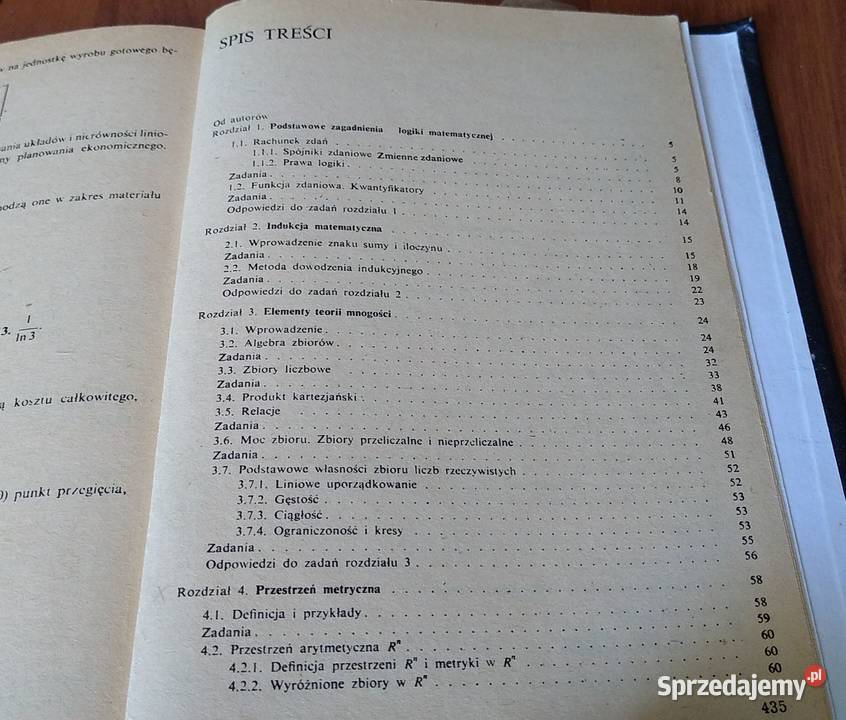 na jednostkę wyrobu gotowego bę-
ania układów i nierówności linio-
ny planowania ekonomicznego,
hodzą one w zakres materiału
3. 1/ln 3.
ą kosztu całkowitego,
0) punkt przegięcia,
SPIS TREŚCI
Od autorów
Rozdział 1. Podstawowe zagadnienia logiki matematycznej . . . 5
1.1. Rachunek zdań . . . 5
1.1.1. Spójniki zdaniowe Zmienne zdaniowe . . . 5
1.1.2. Prawa logiki . . . 8
Zadania . . . 10
1.2. Funkcja zdaniowa. Kwantyfikatory . . . 11
Zadania . . . 14
Odpowiedzi do zadań rozdziału 1 . . . 14
Rozdział 2. Indukcja matematyczna . . . 15
2.1. Wprowadzenie znaku sumy i iloczynu . . . 15
Zadania . . . 18
2.2. Metoda dowodzenia indukcyjnego . . . 19
Zadania . . . 22
Odpowiedzi do zadań rozdziału 2 . . . 23
Rozdział 3. Elementy teorii mnogości . . . 24
3.1. Wprowadzenie . . . 24
3.2. Algebra zbiorów . . . 24
Zadania . . . 32
3.3. Zbiory liczbowe . . . 33
Zadania . . . 38
3.4. Produkt kartezjański . . . 41
3.5. Relacje . . . 43
Zadania . . . 46
3.6. Moc zbioru. Zbiory przeliczalne i nieprzeliczalne . . . 48
Zadania . . . 51
3.7. Podstawowe własności zbioru liczb rzeczywistych . . . 52
3.7.1. Liniowe uporządkowanie . . . 52
3.7.2. Gęstość . . . 53
3.7.3. Ciągłość . . . 53
3.7.4. Ograniczoność i kresy . . . 53
Zadania . . . 55
Odpowiedzi do zadań rozdziału 3 . . . 56
Rozdział 4. Przestrzeń metryczna . . . 58
4.1. Definicja i przykłady . . . 58
Zadania . . . 59
4.2. Przestrzeń arytmetyczna Rⁿ . . . 60
4.2.1. Definicja przestrzeni Rⁿ i metryki w Rⁿ . . . 60
4.2.2. Wyróżnione zbiory w Rⁿ . . . 60
435
Sprzedajemy.pl